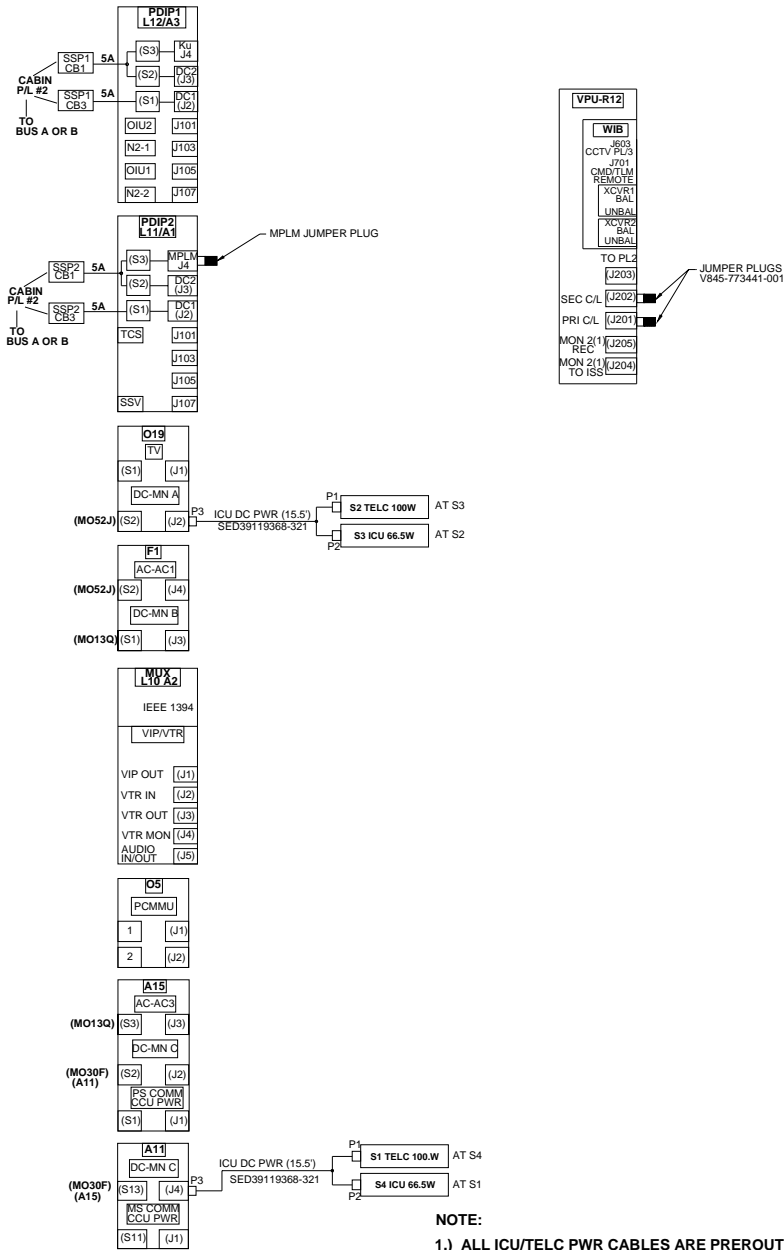 PDIP1
L12/A3
(S3)
Ku
J4
SSP1
CB1
5A
(S2)
DC2
(J3)
CABIN
P/L #2
SSP1
CB3
5A
(S1)
DC1
(J2)
TO
BUS A OR B
OIU2
J101
N2-1
J103
OIU1
J105
N2-2
J107
PDIP2
L11/A1
MPLM JUMPER PLUG
(S3)
MPLM
J4
SSP2
CB1
5A
(S2)
DC2
(J3)
CABIN
P/L #2
SSP2
CB3
5A
(S1)
DC1
(J2)
TO
BUS A OR B
TCS
J101
J103
J105
SSV
J107
VPU-R12
WIB
J603
CCTV PL/3
J701
CMD/TLM
REMOTE
XCVR1
BAL
UNBAL
XCVR2
BAL
UNBAL
TO PL2
(J203)
SEC C/L
(J202)
JUMPER PLUGS
V845-773441-001
PRI C/L
(J201)
MON 2(1)
REC
(J205)
MON 2(1)
TO ISS
(J204)
O19
TV
(S1)
(J1)
DC-MN A
(MO52J)
(S2)
(J2)
P3
ICU DC PWR (15.5')
SED39119368-321
P1
S2 TELC 100W
AT S3
P2
S3 ICU 66.5W
AT S2
F1
AC-AC1
(MO52J)
(S2)
(J4)
DC-MN B
(MO13Q)
(S1)
(J3)
MUX
L10 A2
IEEE 1394
VIP/VTR
VIP OUT
(J1)
VTR IN
(J2)
VTR OUT
(J3)
VTR MON
(J4)
AUDIO
IN/OUT
(J5)
O5
PCMMU
1
(J1)
2
(J2)
A15
AC-AC3
(MO13Q)
(S3)
(J3)
DC-MN C
(MO30F)
(A11)
(S2)
(J2)
PS COMM
CCU PWR
(S1)
(J1)
A11
DC-MN C
(MO30F)
(A15)
(S13)
(J4)
P3
ICU DC PWR (15.5')
SED39119368-321
P1
S1 TELC 100.W
AT S4
P2
S4 ICU 66.5W
AT S1
MS COMM
CCU PWR
(S11)
(J1)
NOTE:
1.) ALL ICU/TELC PWR CABLES ARE PREROUT